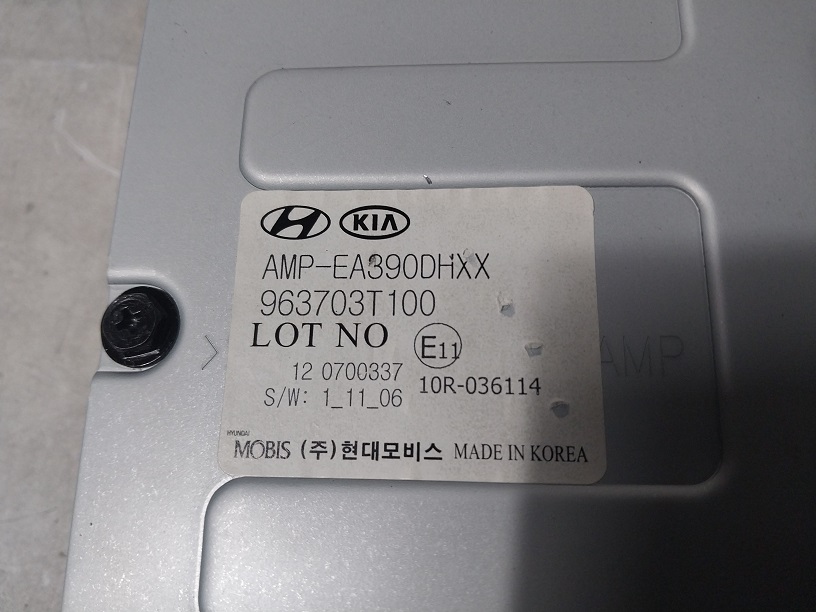 KIA
AMP-EA390DHXX
963703T100
LOT NO
E11
12 0700337
10R-036114
S/W: 1_11_06
HYUNDAI
MOBIS (주)현대모비스 MADE IN KOREA
>AMP